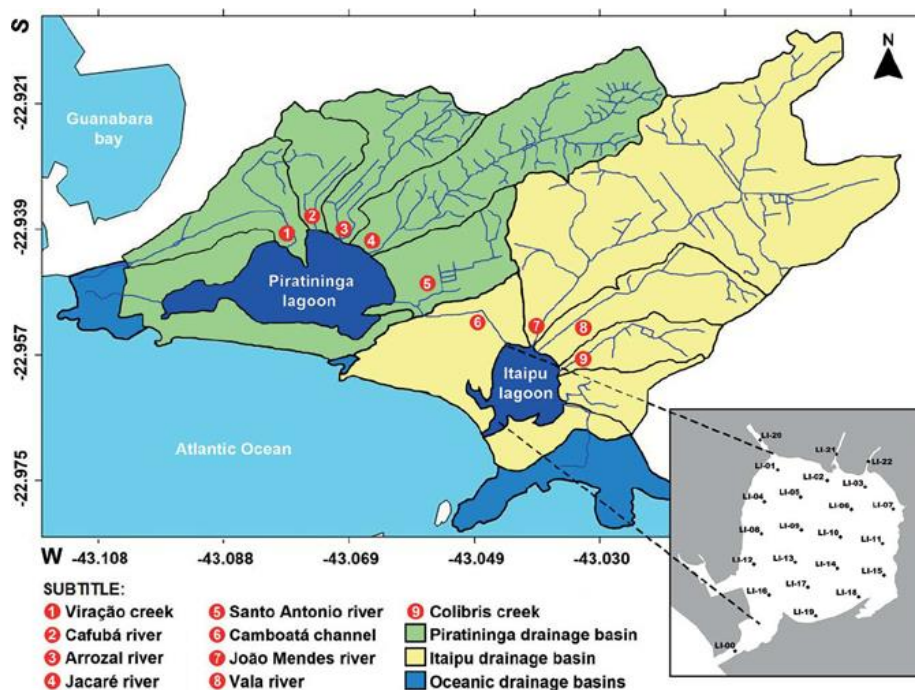 S
N
-22.921
Guanabara
bay
-22.939
2
1
3
4
Piratininga
lagoon
5
6
7
8
9
-22.957
Itaipu
lagoon
Atlantic Ocean
-22.975
W
-43.108
-43.088
-43.069
-43.049
-43.030
LI-20
LI-21
LI-22
LI-01
LI-02
LI-03
LI-04
LI-05
LI-06
LI-07
LI-08
LI-09
LI-10
LI-11
LI-12
LI-13
LI-14
LI-15
LI-16
LI-17
LI-18
LI-19
LI-00
SUBTITLE:
1 Viração creek
2 Cafubá river
3 Arrozal river
4 Jacaré river
5 Santo Antonio river
6 Camboatá channel
7 João Mendes river
8 Vala river
9 Colibris creek
Piratininga drainage basin
Itaipu drainage basin
Oceanic drainage basins